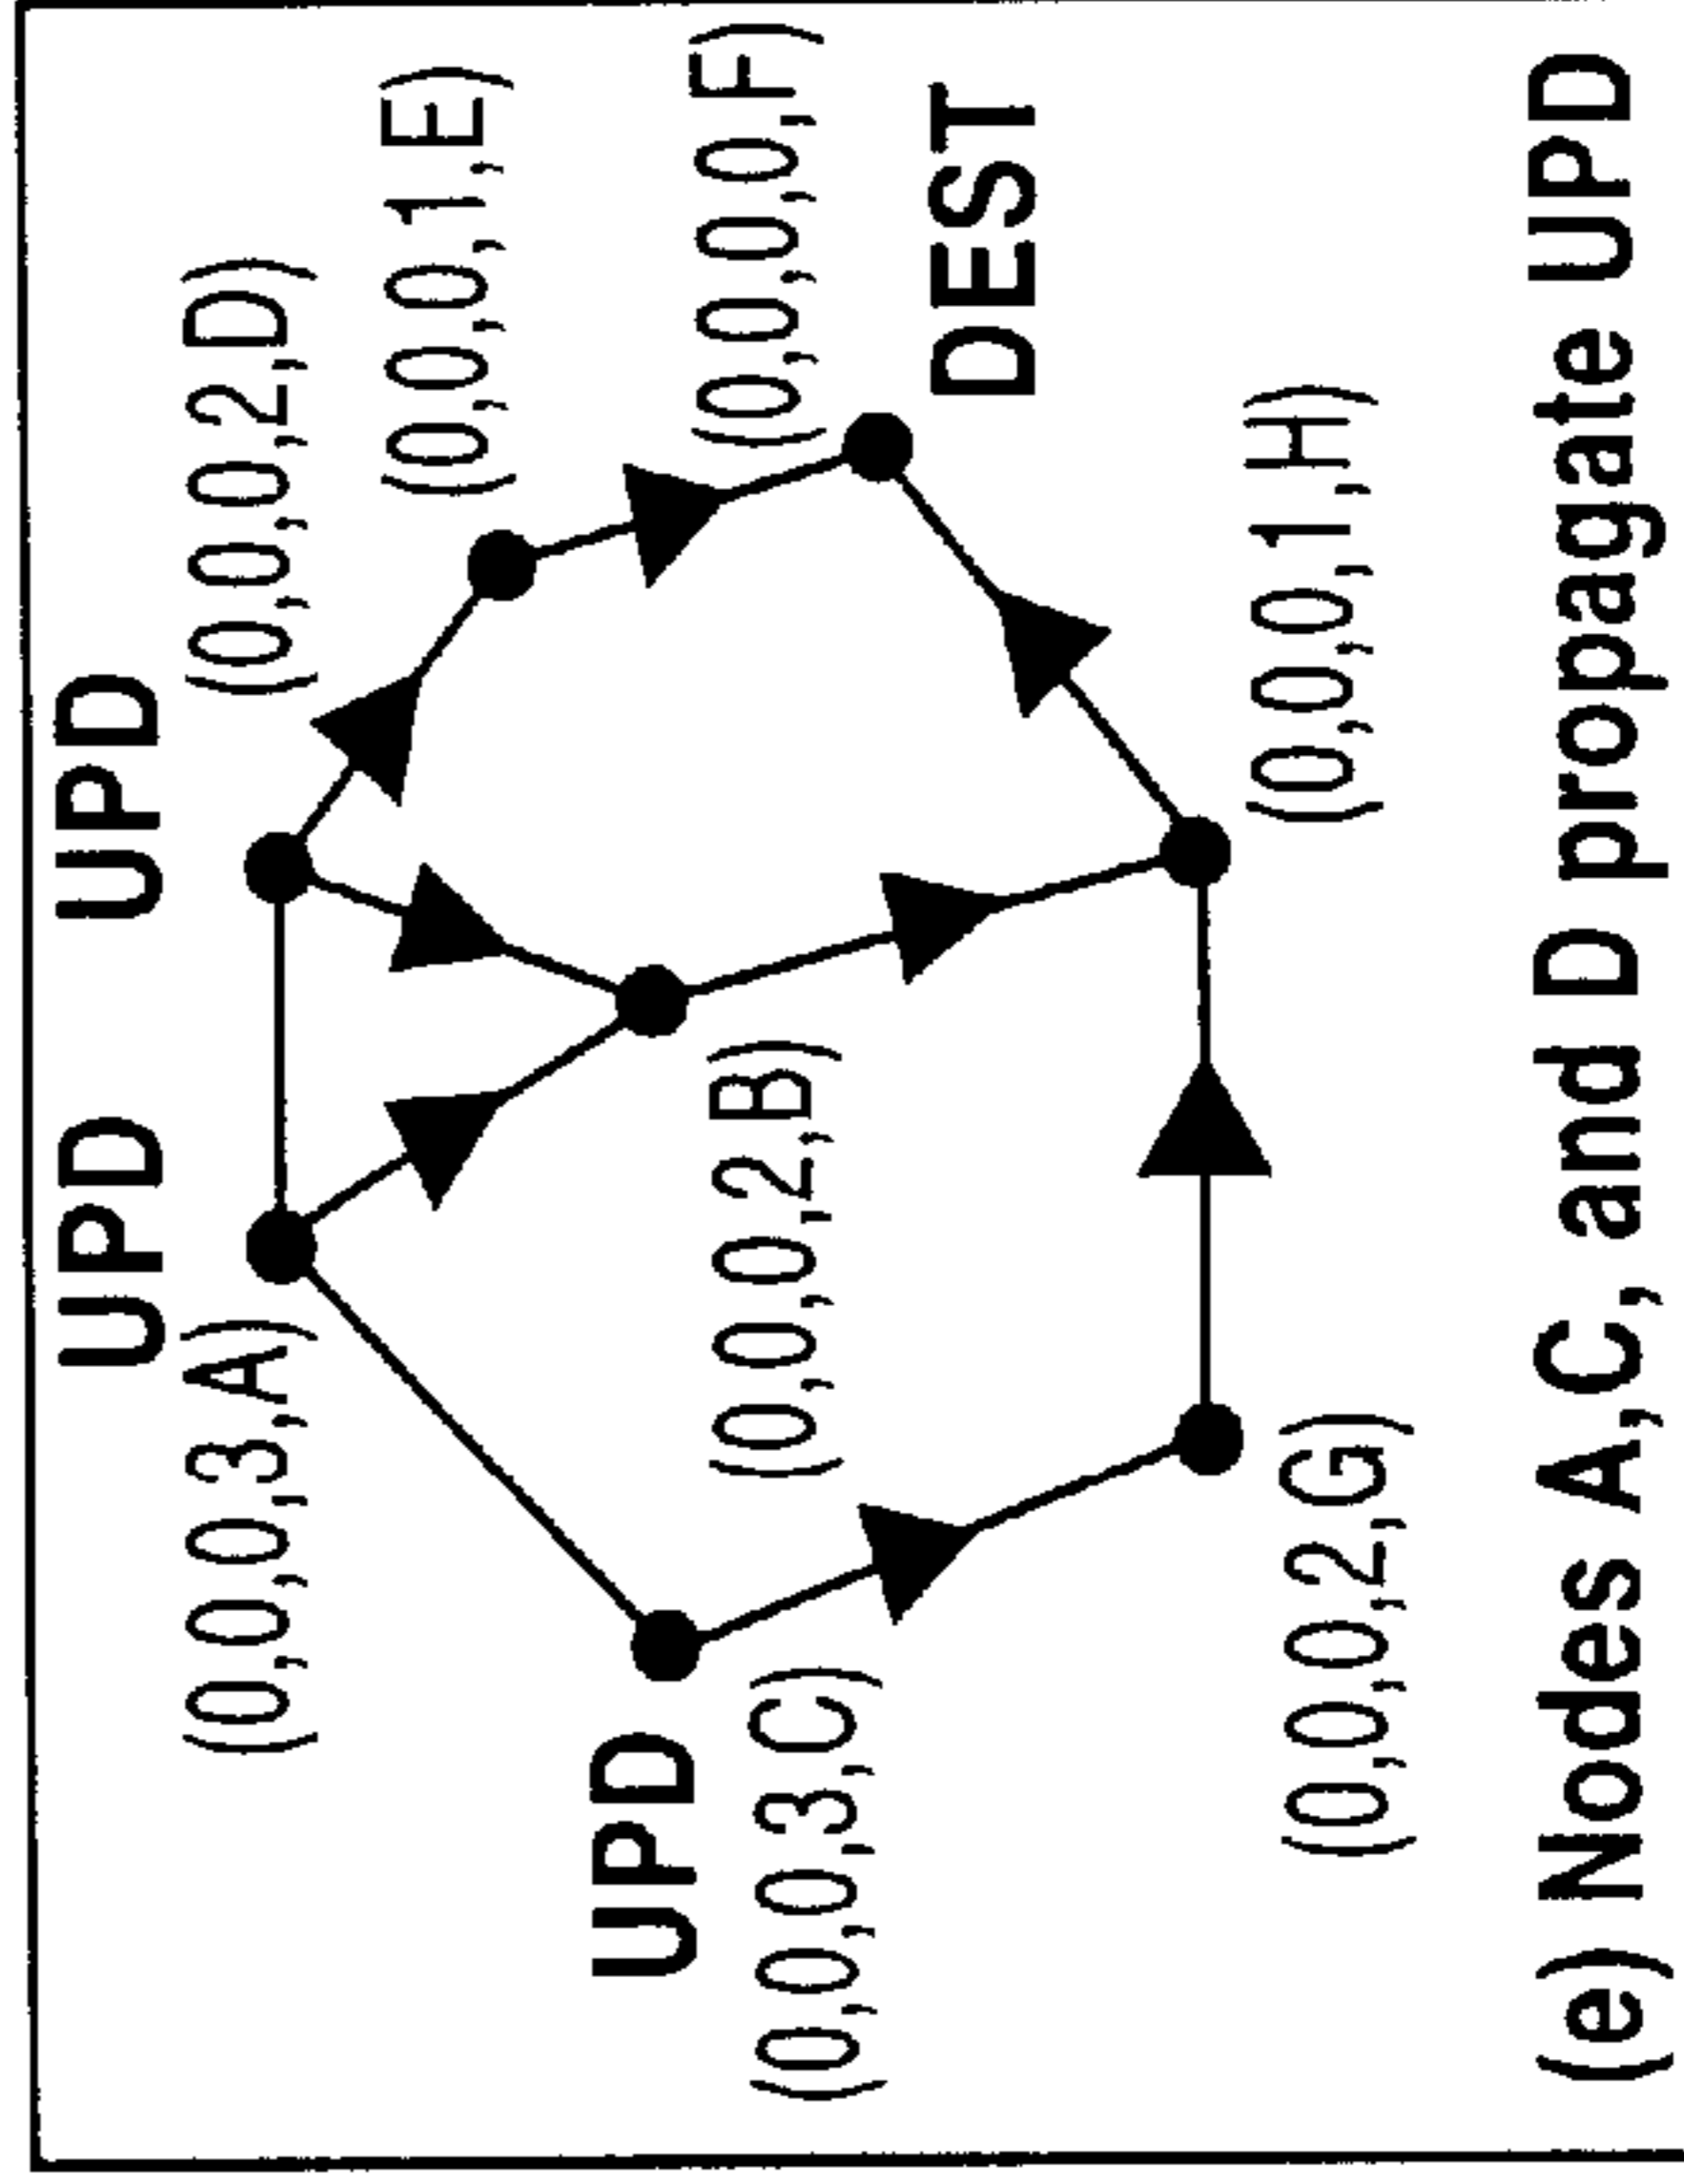 UPD UPD
(0,0,0,3,A) (0,0,0,2,D)
(0,0,0,1,E)
UPD
(0,0,0,3,C) (0,0,0,2,B) (0,0,0,0,F)
DEST
(0,0,0,2,G) (0,0,0,1,H)
(e) Nodes A,C, and D propagate UPD